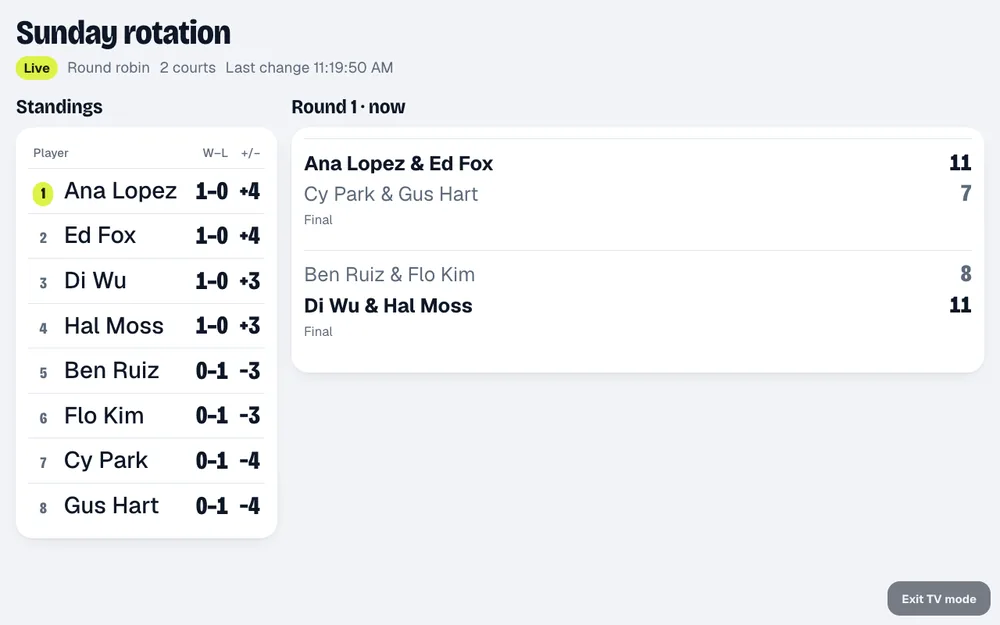 Sunday rotation
Live Round robin 2 courts Last change 11:19:50 AM
Standings
Player W–L +/−
1 Ana Lopez 1–0 +4
2 Ed Fox 1–0 +4
3 Di Wu 1–0 +3
4 Hal Moss 1–0 +3
5 Ben Ruiz 0–1 −3
6 Flo Kim 0–1 −3
7 Cy Park 0–1 −4
8 Gus Hart 0–1 −4
Round 1 · now
Ana Lopez & Ed Fox 11
Cy Park & Gus Hart 7
Final
Ben Ruiz & Flo Kim 8
Di Wu & Hal Moss 11
Final
Exit TV mode